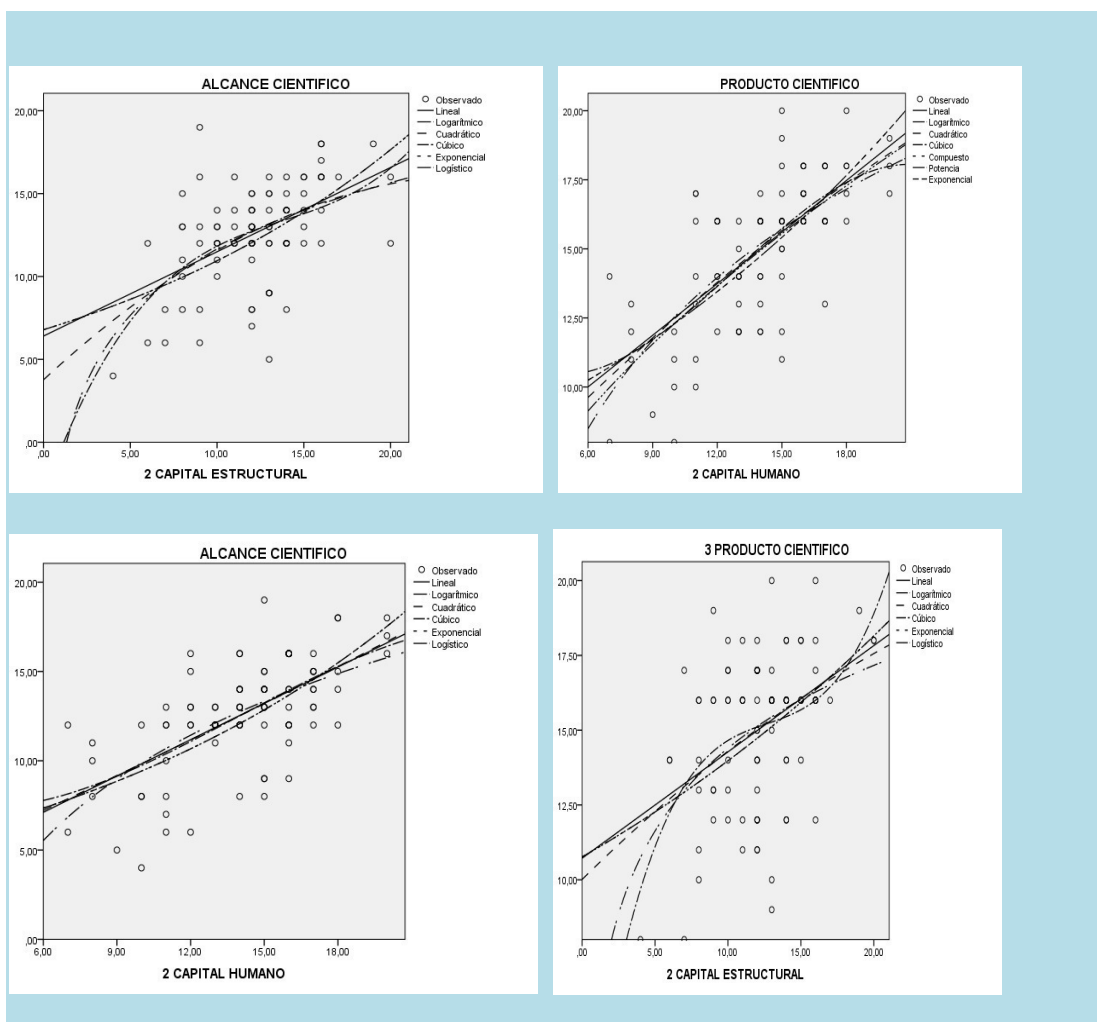 ALCANCE CIENTIFICO
20,00
15,00
10,00
5,00
,00
,00 5,00 10,00 15,00 20,00
2 CAPITAL ESTRUCTURAL
Observado
Lineal
Logarítmico
Cuadrático
Cúbico
Exponencial
Logístico
PRODUCTO CIENTIFICO
20,00
17,50
15,00
12,50
10,00
6,00 9,00 12,00 15,00 18,00
2 CAPITAL HUMANO
Observado
Lineal
Logarítmico
Cuadrático
Cúbico
Compuesto
Potencia
Exponencial
ALCANCE CIENTIFICO
20,00
15,00
10,00
5,00
,00
6,00 9,00 12,00 15,00 18,00
2 CAPITAL HUMANO
Observado
Lineal
Logarítmico
Cuadrático
Cúbico
Exponencial
Logístico
3 PRODUCTO CIENTIFICO
20,00
17,50
15,00
12,50
10,00
,00 5,00 10,00 15,00 20,00
2 CAPITAL ESTRUCTURAL
Observado
Lineal
Logarítmico
Cuadrático
Cúbico
Exponencial
Logístico